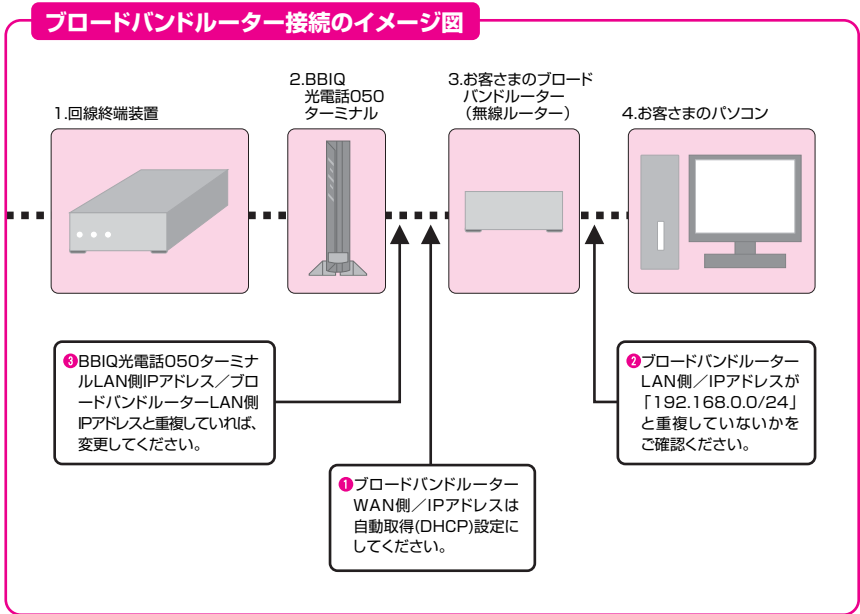 ブロードバンドルーター接続のイメージ図
1.回線終端装置
2.BBIQ
光電話050
ターミナル
3.お客さまのブロード
バンドルーター
（無線ルーター）
4.お客さまのパソコン
❸BBIQ光電話050ターミナ
ルLAN側IPアドレス／ブロ
ードバンドルーターLAN側
IPアドレスと重複していれば、
変更してください。
❶ブロードバンドルーター
WAN側／IPアドレスは
自動取得(DHCP)設定に
してください。
❷ブロードバンドルーター
LAN側／IPアドレスが
「192.168.0.0/24」
と重複していないかを
ご確認ください。